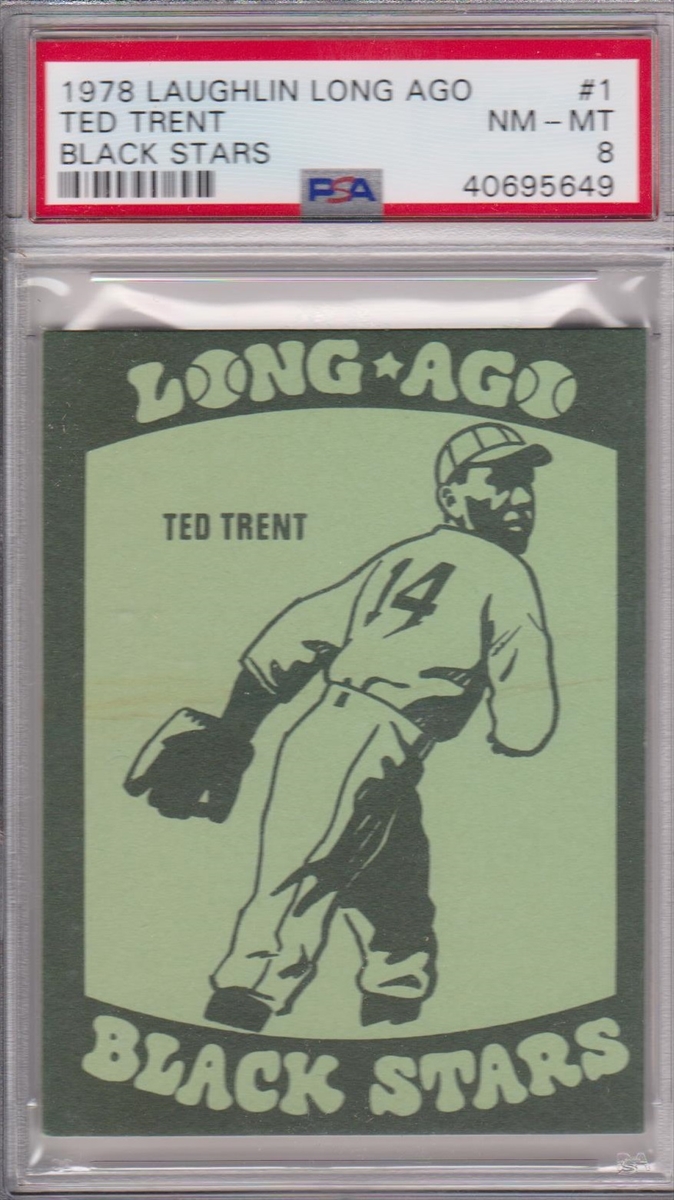 1978 LAUGHLIN LONG AGO #1
TED TRENT NM - MT
BLACK STARS 8
PSA 40695649
LONG★AGO
TED TRENT
14
BLACK STARS